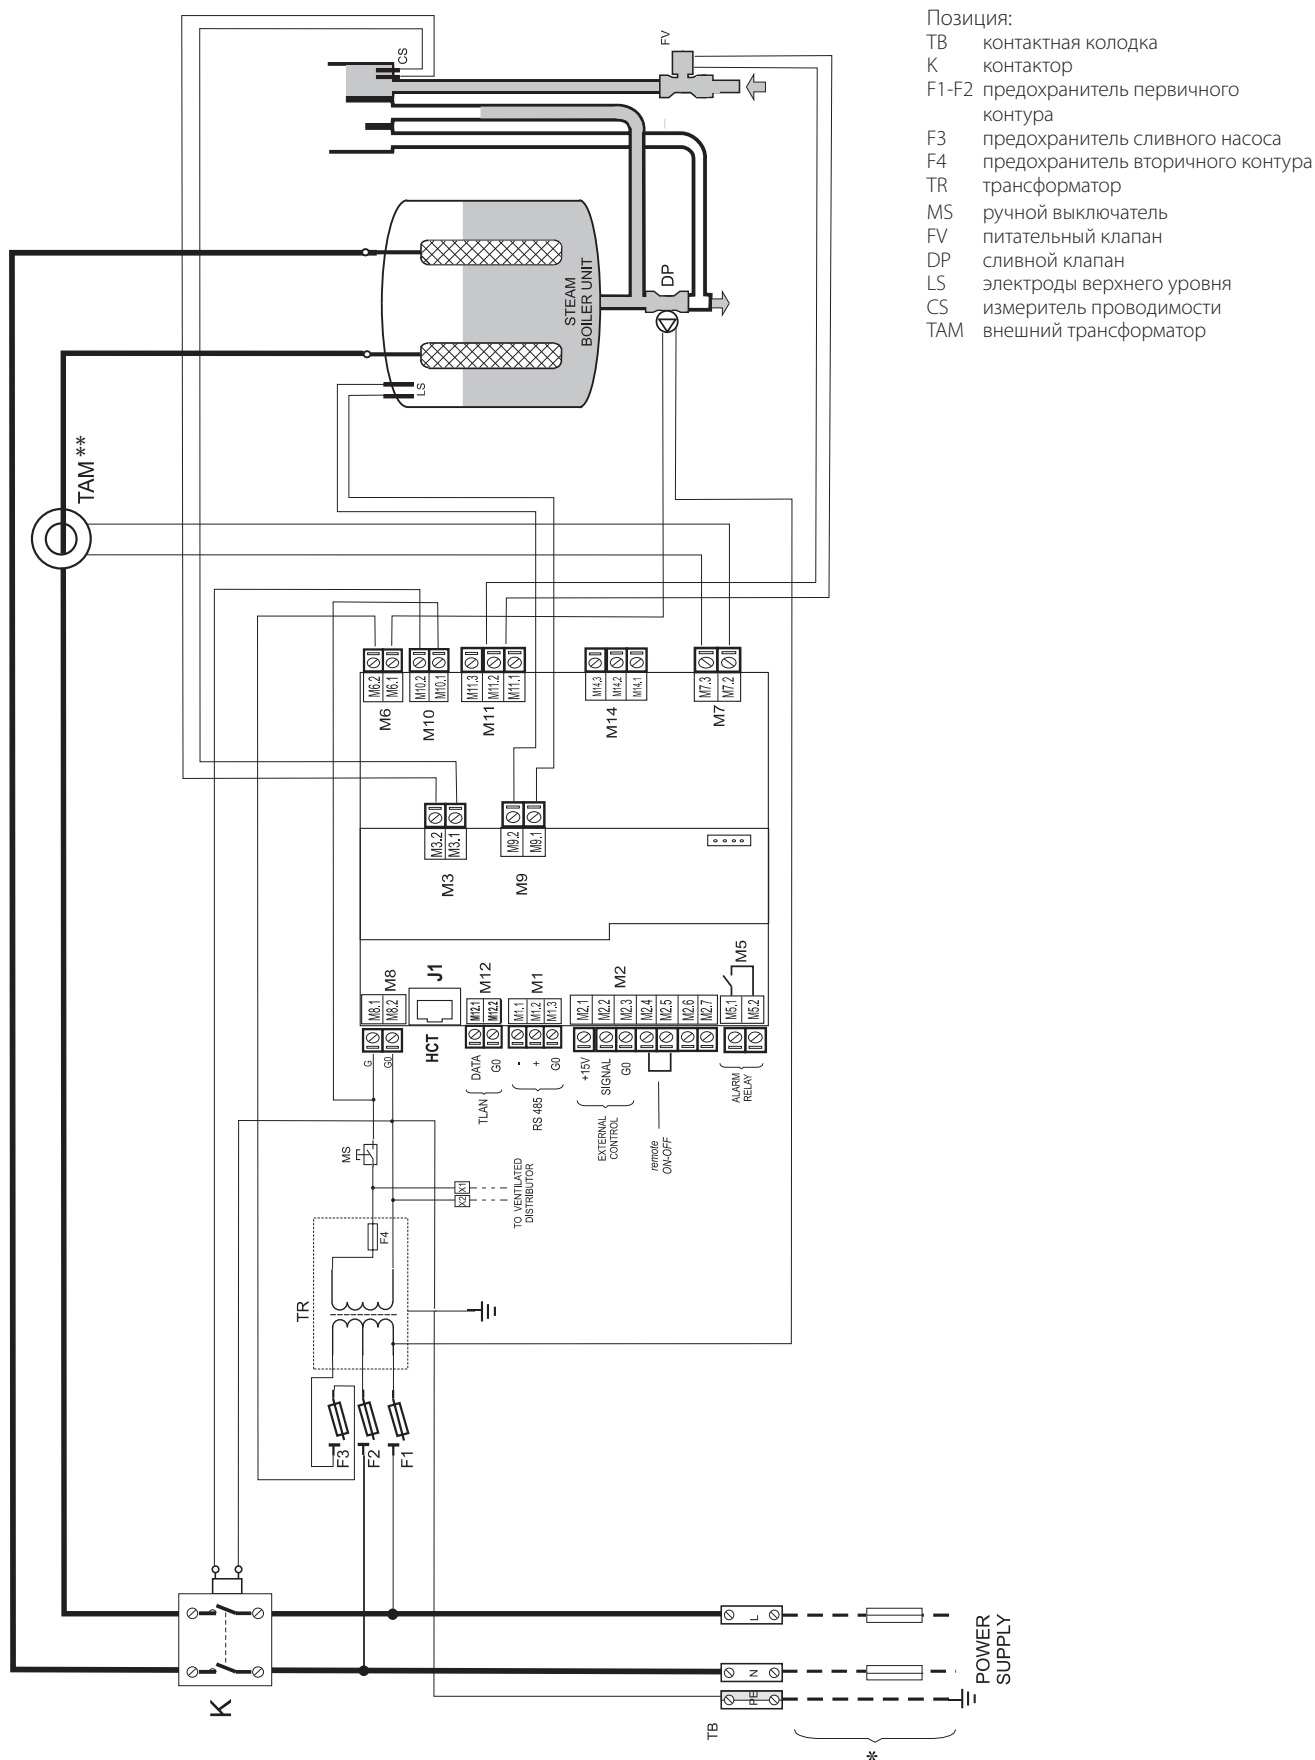 Позиция:
TB контактная колодка
K контактор
F1-F2 предохранитель первичного
контура
F3 предохранитель сливного насоса
F4 предохранитель вторичного контура
TR трансформатор
MS ручной выключатель
FV питательный клапан
DP сливной клапан
LS электроды верхнего уровня
CS измеритель проводимости
TAM внешний трансформатор
CS
FV
STEAM
BOILER UNIT
DP
LS
TAM **
M6.2
M6.1
M6
M10.2
M10.1
M10
M11.3
M11.2
M11.1
M11
M14.3
M14.2
M14.1
M14
M7.3
M7.2
M7
M3.2
M3.1
M3
M9.2
M9.1
M9
M8.1
M8.2
M8
J1
HCT
M12.1
M12.2
M12
M1.1
M1.2
M1.3
M1
M2.1
M2.2
M2.3
M2.4
M2.5
M2.6
M2.7
M2
M5.1
M5.2
M5
G
G0
DATA
G0
TLAN
-
+
G0
RS 485
+15V
SIGNAL
G0
EXTERNAL
CONTROL
remote
ON-OFF
ALARM
RELAY
MS
X1
X2
TO VENTILATED
DISTRIBUTOR
F4
TR
F3
F2
F1
K
L
N
PE
TB
POWER
SUPPLY
*